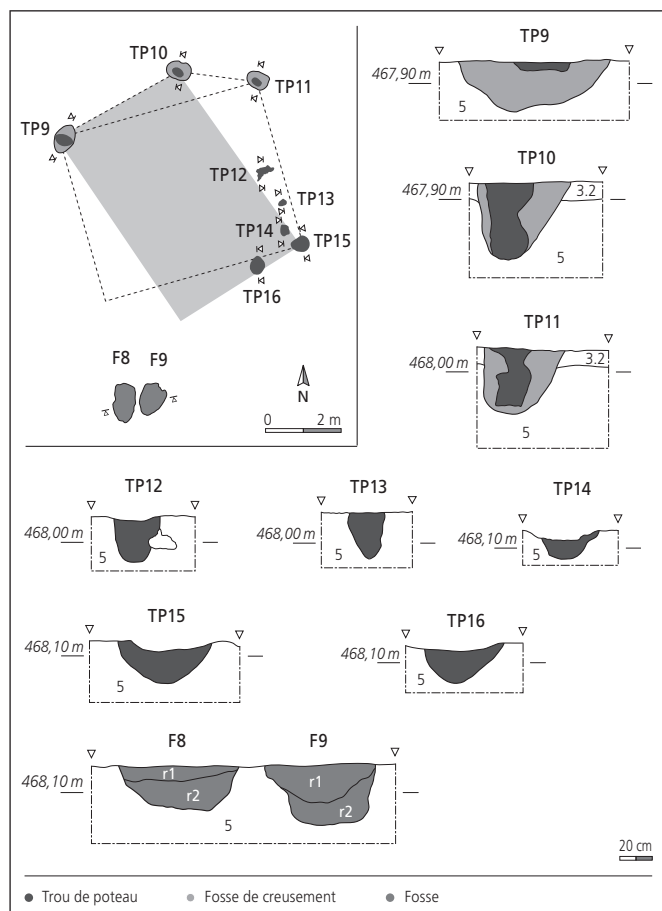 TP10
TP11
TP9
TP12
TP13
TP14
TP15
TP16
F8 F9
N
0 2 m
TP9
467,90 m
5
TP10
467,90 m
3.2
5
TP11
468,00 m
3.2
5
TP12
468,00 m
5
TP13
468,00 m
5
TP14
468,10 m
5
TP15
468,10 m
5
TP16
468,10 m
5
F8 F9
468,10 m
r1 r1
r2 r2
5
20 cm
Trou de poteau Fosse de creusement Fosse